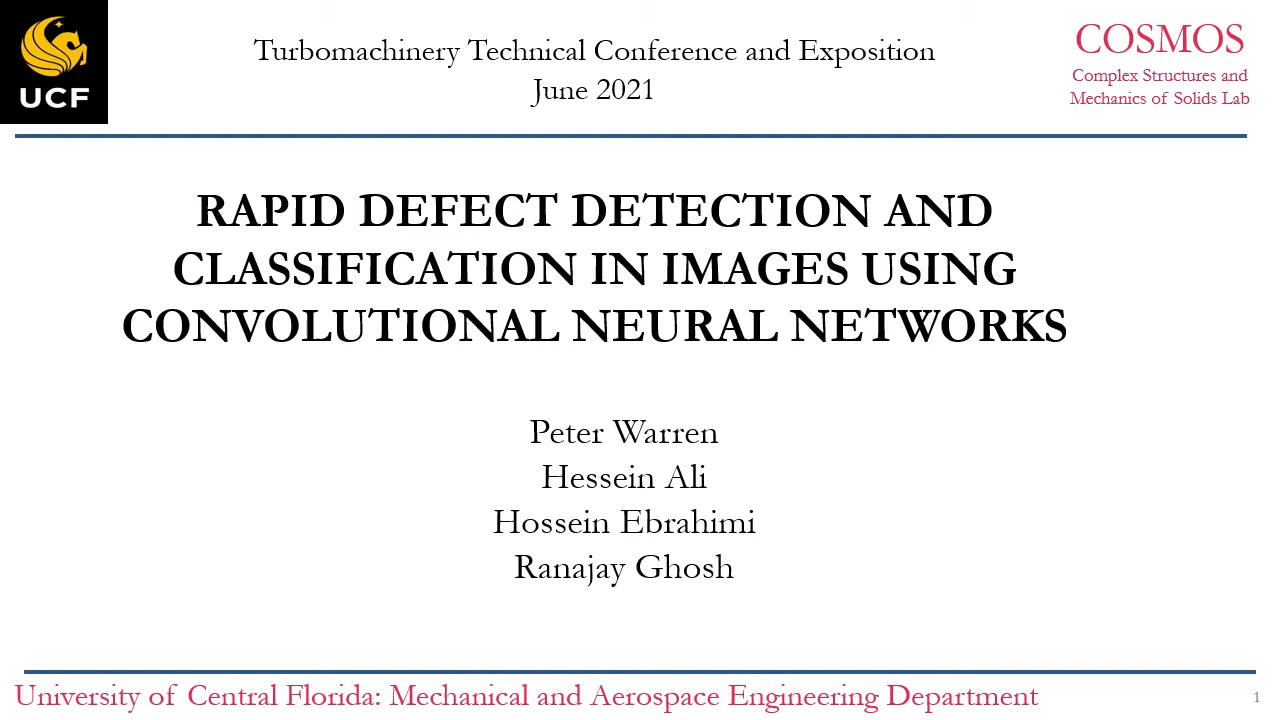 UCF
Turbomachinery Technical Conference and Exposition
June 2021
COSMOS
Complex Structures and
Mechanics of Solids Lab
RAPID DEFECT DETECTION AND
CLASSIFICATION IN IMAGES USING
CONVOLUTIONAL NEURAL NETWORKS
Peter Warren
Hessein Ali
Hossein Ebrahimi
Ranajay Ghosh
University of Central Florida: Mechanical and Aerospace Engineering Department
1